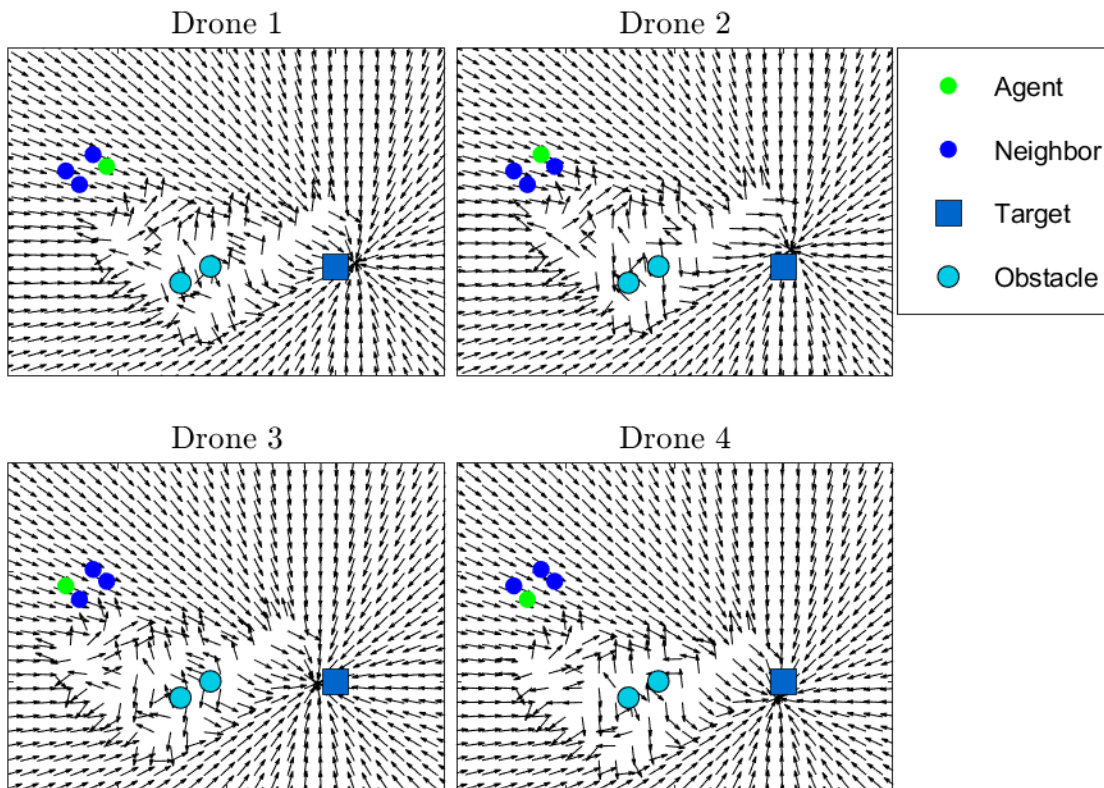 Drone 1
Drone 2
Agent
Neighbor
Target
Obstacle
Drone 3
Drone 4